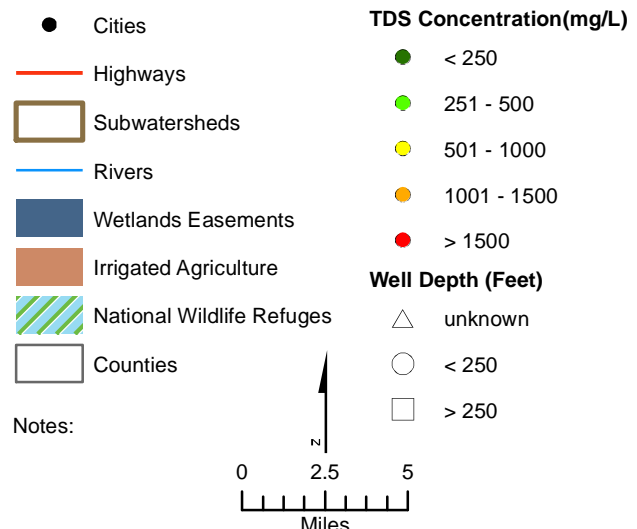 Cities
Highways
Subwatersheds
Rivers
Wetlands Easements
Irrigated Agriculture
National Wildlife Refuges
Counties
Notes:
TDS Concentration(mg/L)
< 250
251 - 500
501 - 1000
1001 - 1500
> 1500
Well Depth (Feet)
unknown
< 250
> 250
N
0 2.5 5
Miles